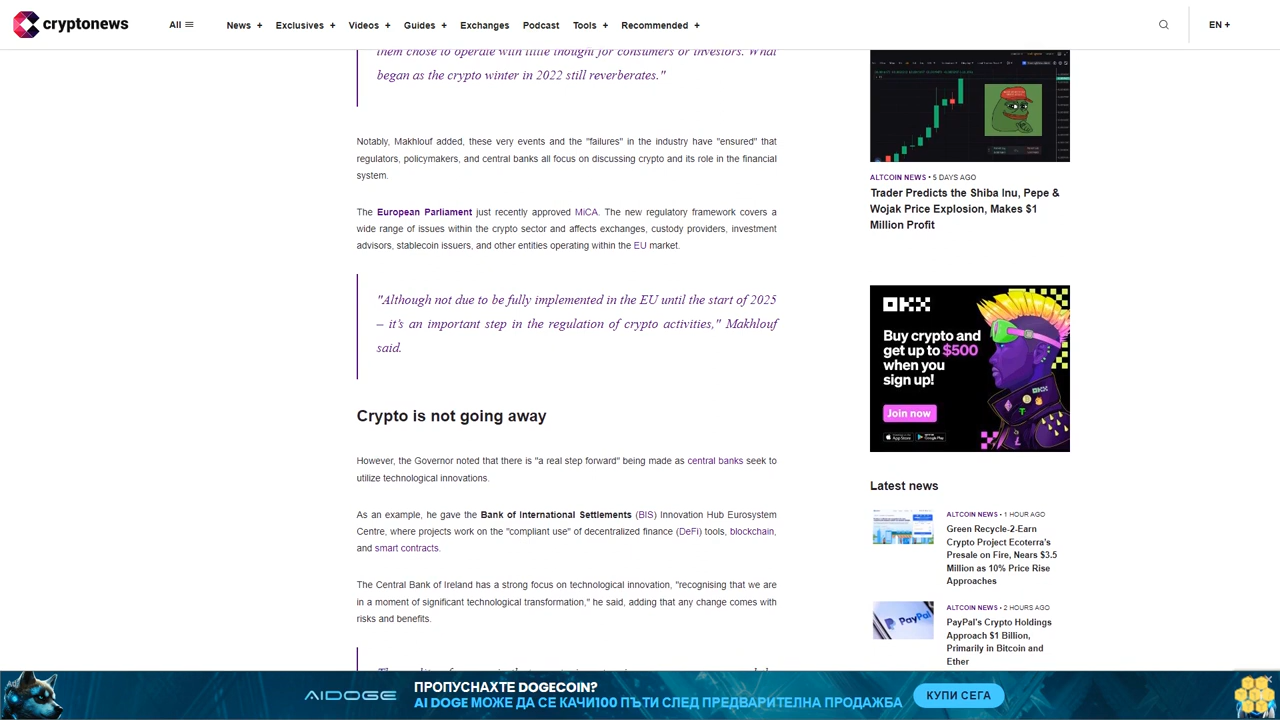 cryptonews
All
News +
Exclusives +
Videos +
Guides +
Exchanges
Podcast
Tools +
Recommended +
EN +
them chose to operate with little thought for consumers or investors. What
began as the crypto winter in 2022 still reverberates."
Notably, Makhlouf added, these very events and the "failures" in the industry have "ensured" that
regulators, policymakers, and central banks all focus on discussing crypto and its role in the financial
system.
The European Parliament just recently approved MiCA. The new regulatory framework covers a
wide range of issues within the crypto sector and affects exchanges, custody providers, investment
advisors, stablecoin issuers, and other entities operating within the EU market.
"Although not due to be fully implemented in the EU until the start of 2025
– it's an important step in the regulation of crypto activities," Makhlouf
said.
Crypto is not going away
However, the Governor noted that there is "a real step forward" being made as central banks seek to
utilize technological innovations.
As an example, he gave the Bank of International Settlements (BIS) Innovation Hub Eurosystem
Centre, where projects work on the "compliant use" of decentralized finance (DeFi) tools, blockchain,
and smart contracts.
The Central Bank of Ireland has a strong focus on technological innovation, "recognising that we are
in a moment of significant technological transformation," he said, adding that any change comes with
risks and benefits.
ALTCOIN NEWS • 5 DAYS AGO
Trader Predicts the Shiba Inu, Pepe &
Wojak Price Explosion, Makes $1
Million Profit
OKX
Buy crypto and
get up to $500
when you
sign up!
Join now
App Store
Google Play
Latest news
ALTCOIN NEWS • 1 HOUR AGO
Green Recycle-2-Earn
Crypto Project Ecoterra's
Presale on Fire, Nears $3.5
Million as 10% Price Rise
Approaches
PayPal
ALTCOIN NEWS • 2 HOURS AGO
PayPal's Crypto Holdings
Approach $1 Billion,
Primarily in Bitcoin and
Ether
Ad
AIDOGE
ПРОПУСНАХТЕ DOGECOIN?
AI DOGE МОЖЕ ДА СЕ КАЧИ100 ПЪТИ СЛЕД ПРЕДВАРИТЕЛНА ПРОДАЖБА
КУПИ СЕГА